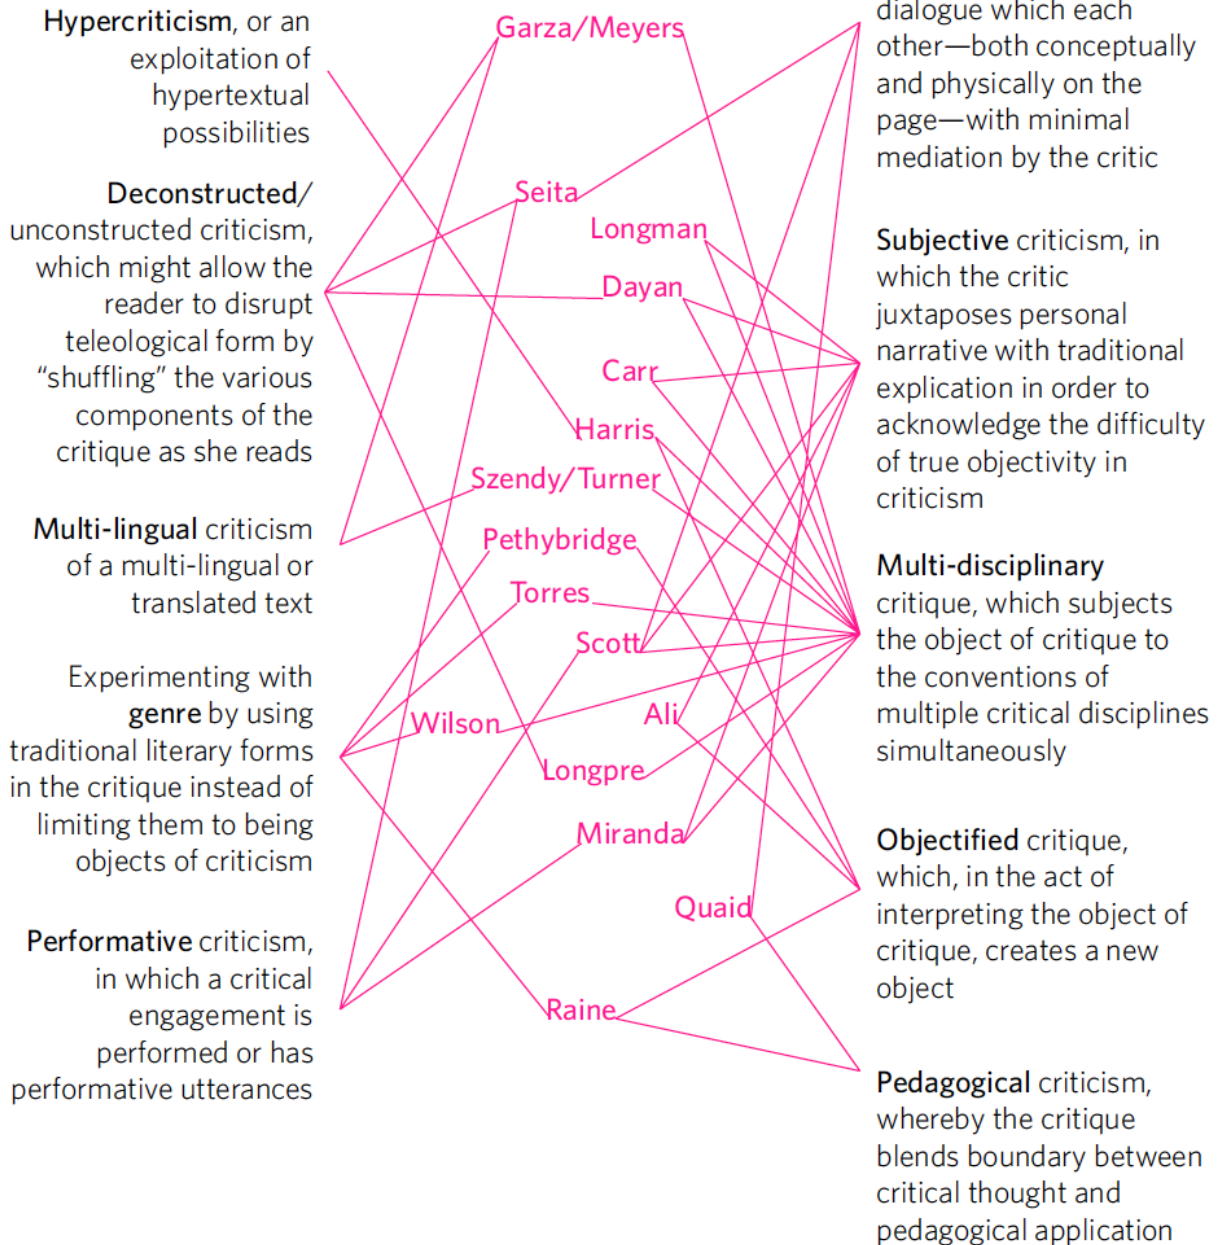 Hypercriticism, or an
exploitation of
hypertextual
possibilities
Deconstructed/
unconstructed criticism,
which might allow the
reader to disrupt
teleological form by
“shuffling” the various
components of the
critique as she reads
Multi-lingual criticism
of a multi-lingual or
translated text
Experimenting with
genre by using
traditional literary forms
in the critique instead of
limiting them to being
objects of criticism
Performative criticism,
in which a critical
engagement is
performed or has
performative utterances
Garza/Meyers
Seita
Longman
Dayan
Carr
Harris
Szendy/Turner
Pethybridge
Torres
Scott
Ali
Wilson
Longpre
Miranda
Quaid
Raine
dialogue which each
other—both conceptually
and physically on the
page—with minimal
mediation by the critic
Subjective criticism, in
which the critic
juxtaposes personal
narrative with traditional
explication in order to
acknowledge the difficulty
of true objectivity in
criticism
Multi-disciplinary
critique, which subjects
the object of critique to
the conventions of
multiple critical disciplines
simultaneously
Objectified critique,
which, in the act of
interpreting the object of
critique, creates a new
object
Pedagogical criticism,
whereby the critique
blends boundary between
critical thought and
pedagogical application